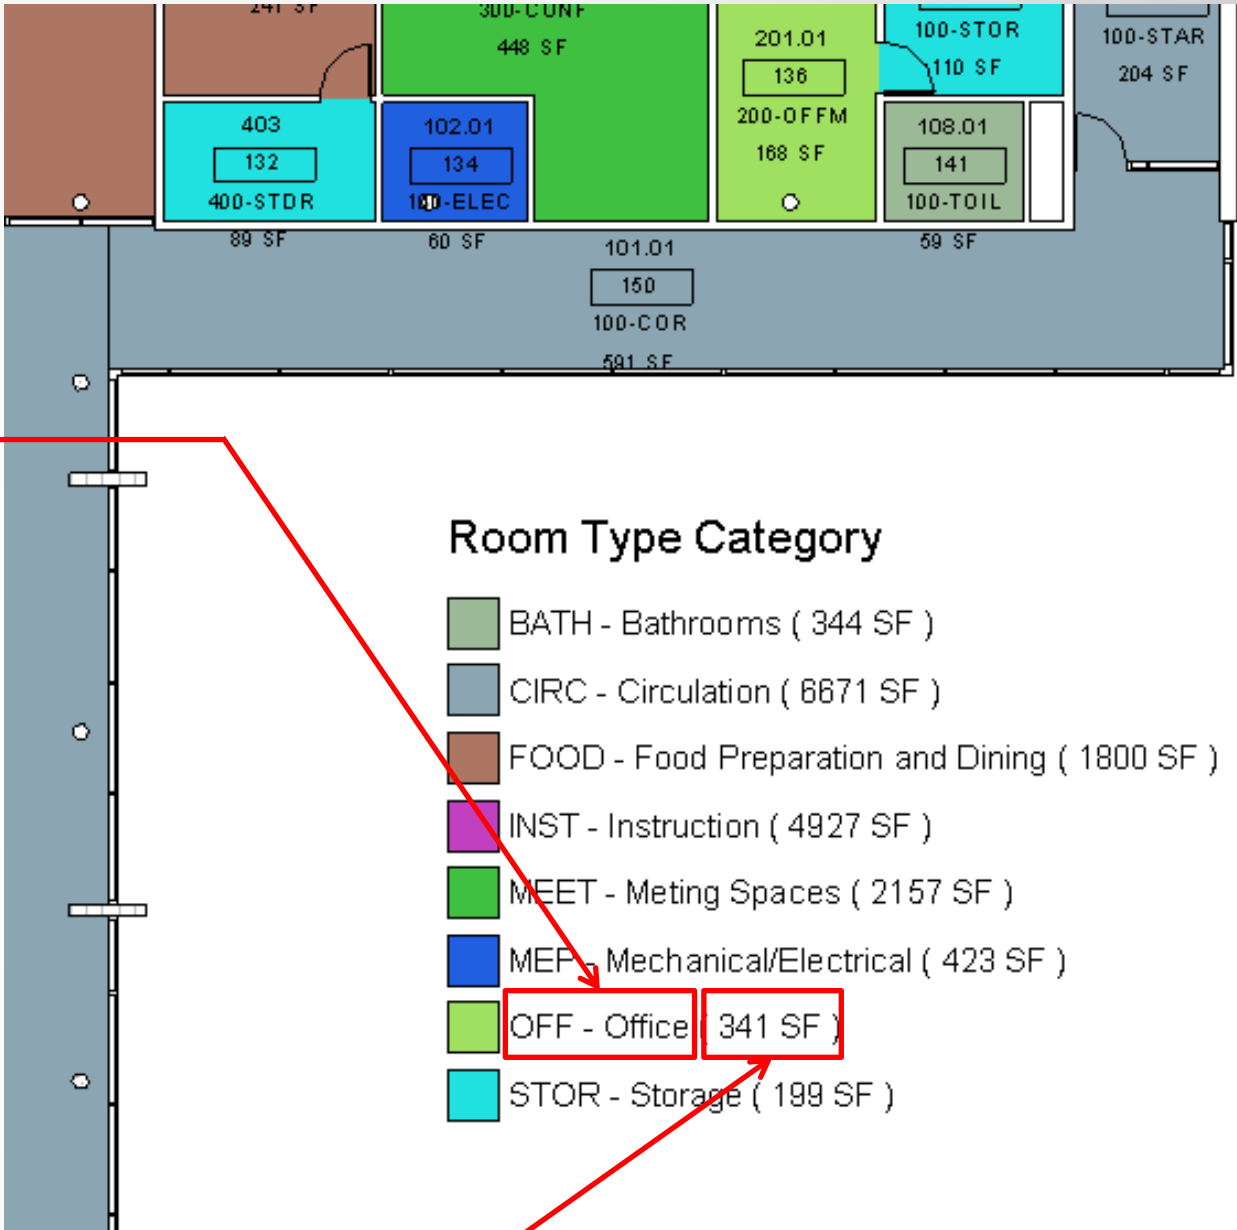 241 SF
300-CONF
448 SF
201.01
136
200-OFFM
168 SF
100-STOR
110 SF
100-STAR
204 SF
403
132
400-STDR
89 SF
102.01
134
100-ELEC
60 SF
108.01
141
100-TOIL
59 SF
101.01
150
100-COR
591 SF
Room Type Category
BATH - Bathrooms ( 344 SF )
CIRC - Circulation ( 6671 SF )
FOOD - Food Preparation and Dining ( 1800 SF )
INST - Instruction ( 4927 SF )
MEET - Meting Spaces ( 2157 SF )
MEP - Mechanical/Electrical ( 423 SF )
OFF - Office ( 341 SF )
STOR - Storage ( 199 SF )